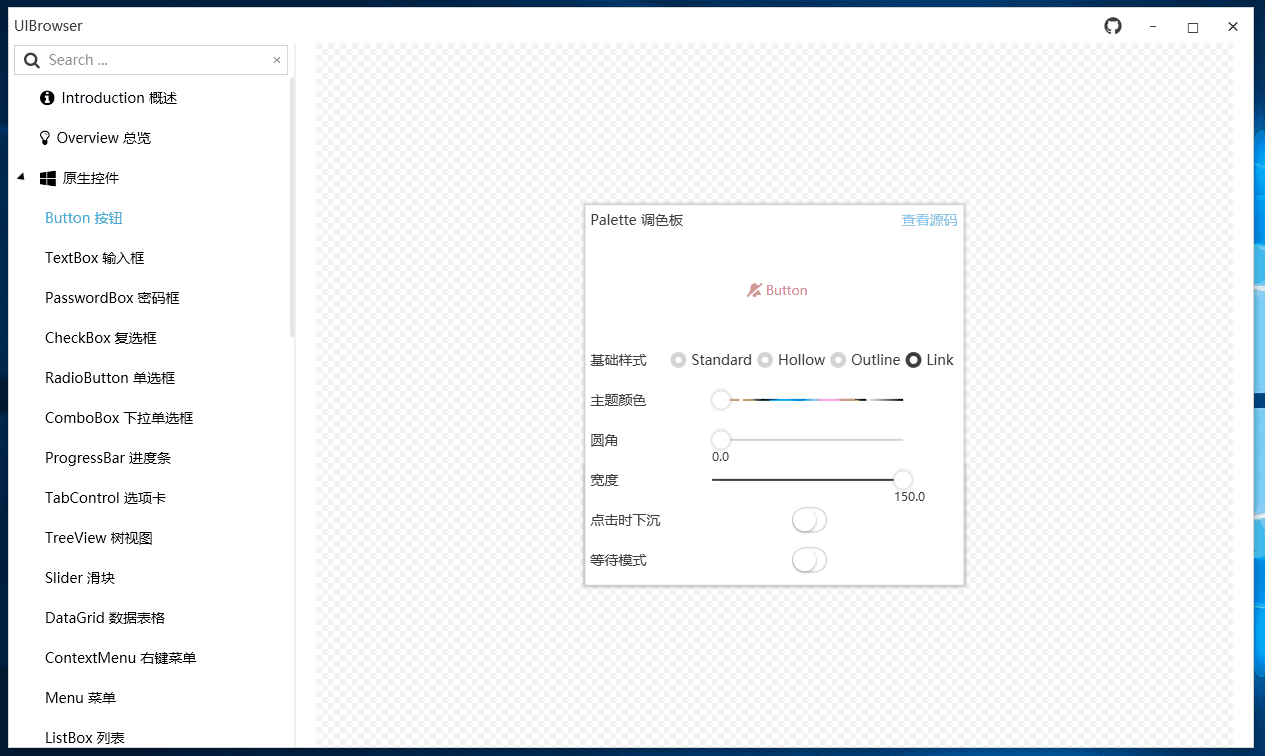 UIBrowser
Search ...
Introduction 概述
Overview 总览
原生控件
Button 按钮
TextBox 输入框
PasswordBox 密码框
CheckBox 复选框
RadioButton 单选框
ComboBox 下拉单选框
ProgressBar 进度条
TabControl 选项卡
TreeView 树视图
Slider 滑块
DataGrid 数据表格
ContextMenu 右键菜单
Menu 菜单
ListBox 列表
Palette 调色板 查看源码
Button
基础样式 Standard Hollow Outline Link
主题颜色
圆角
0.0
宽度
150.0
点击时下沉
等待模式